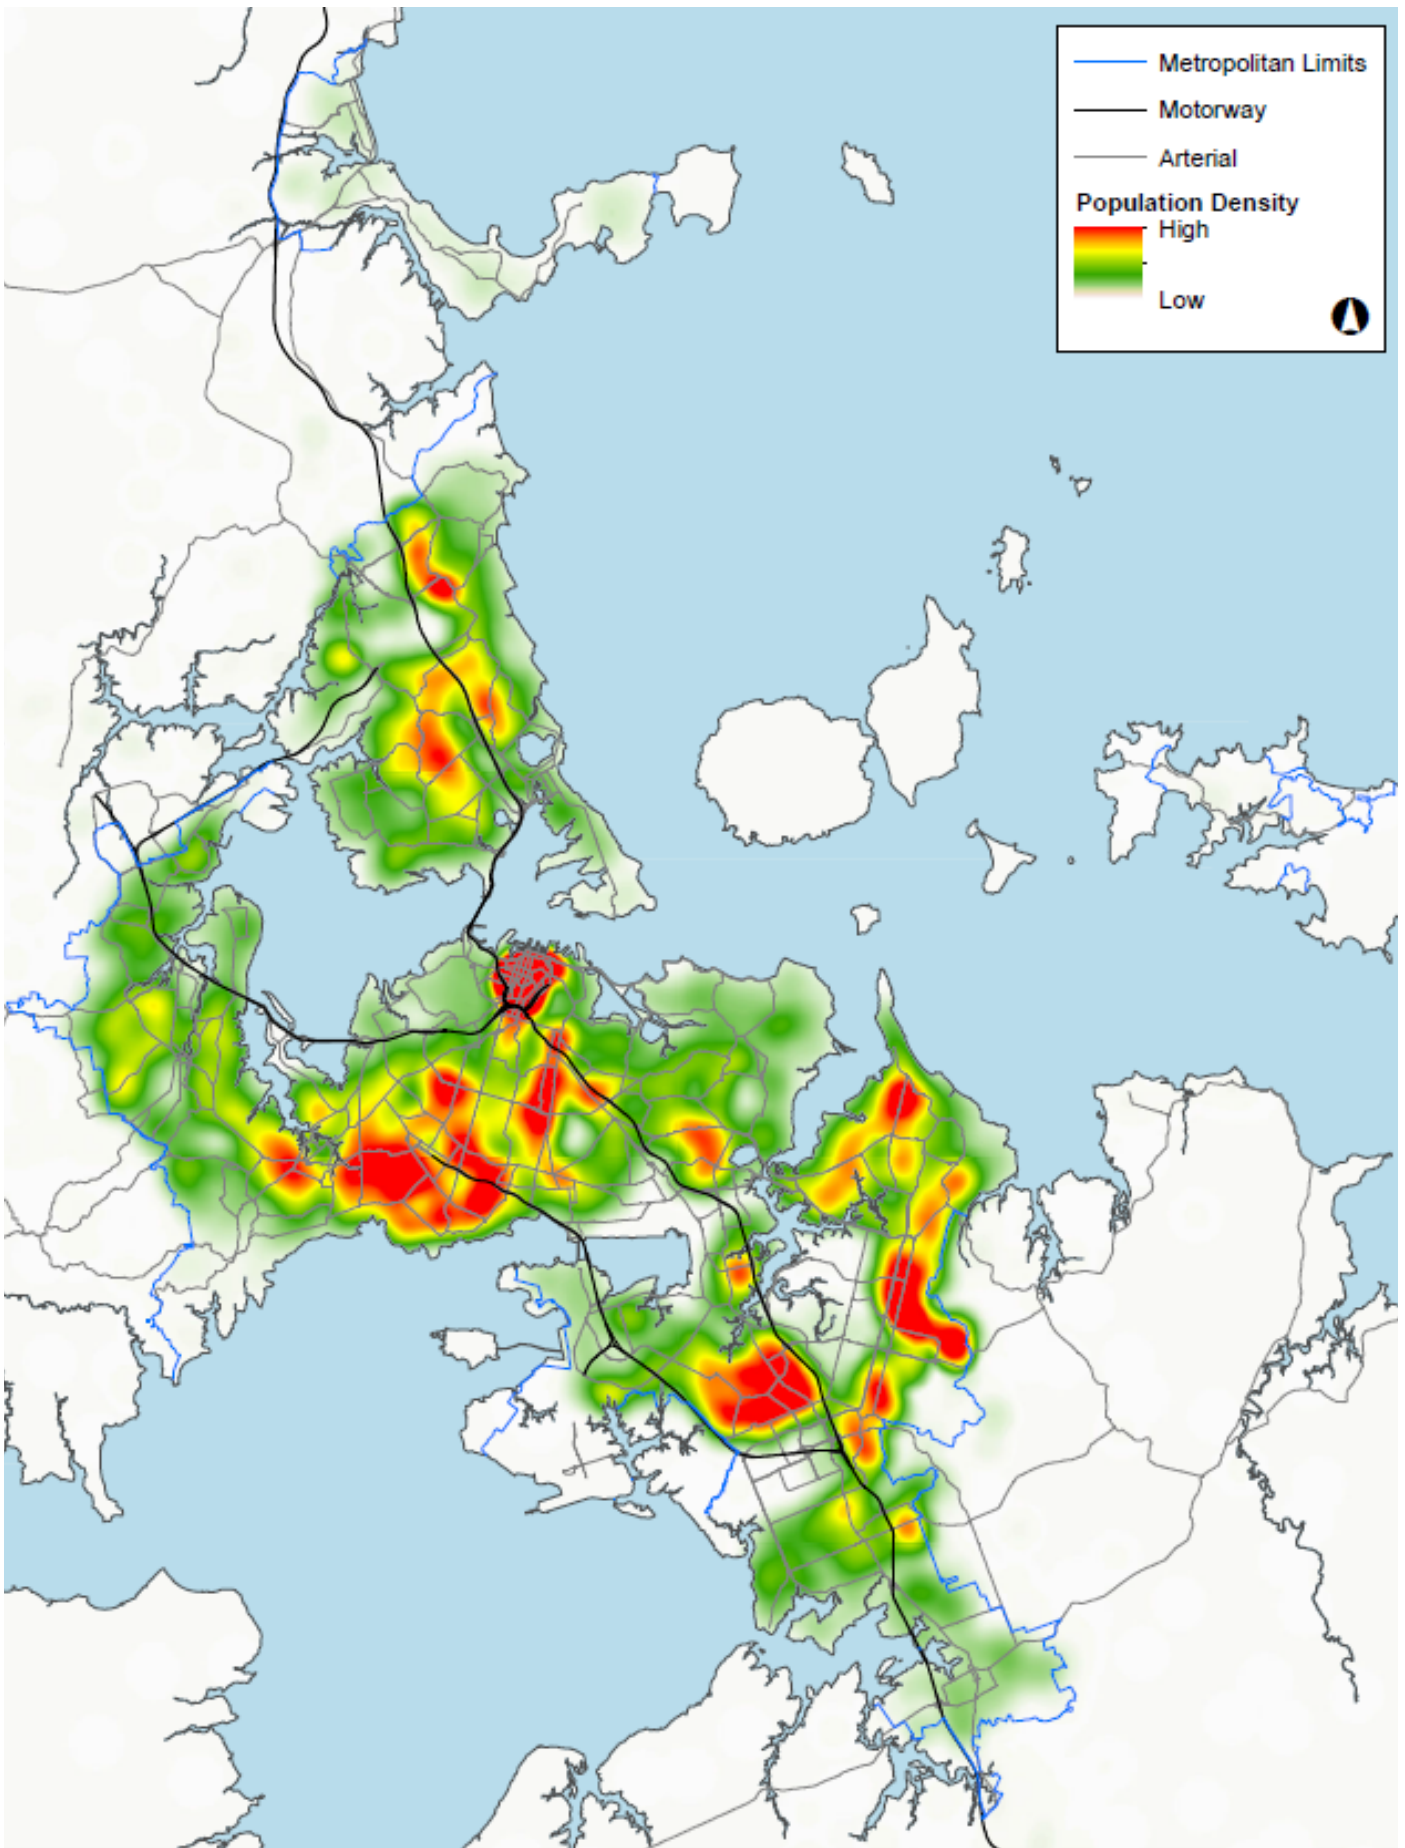 Metropolitan Limits
Motorway
Arterial
Population Density
High
Low